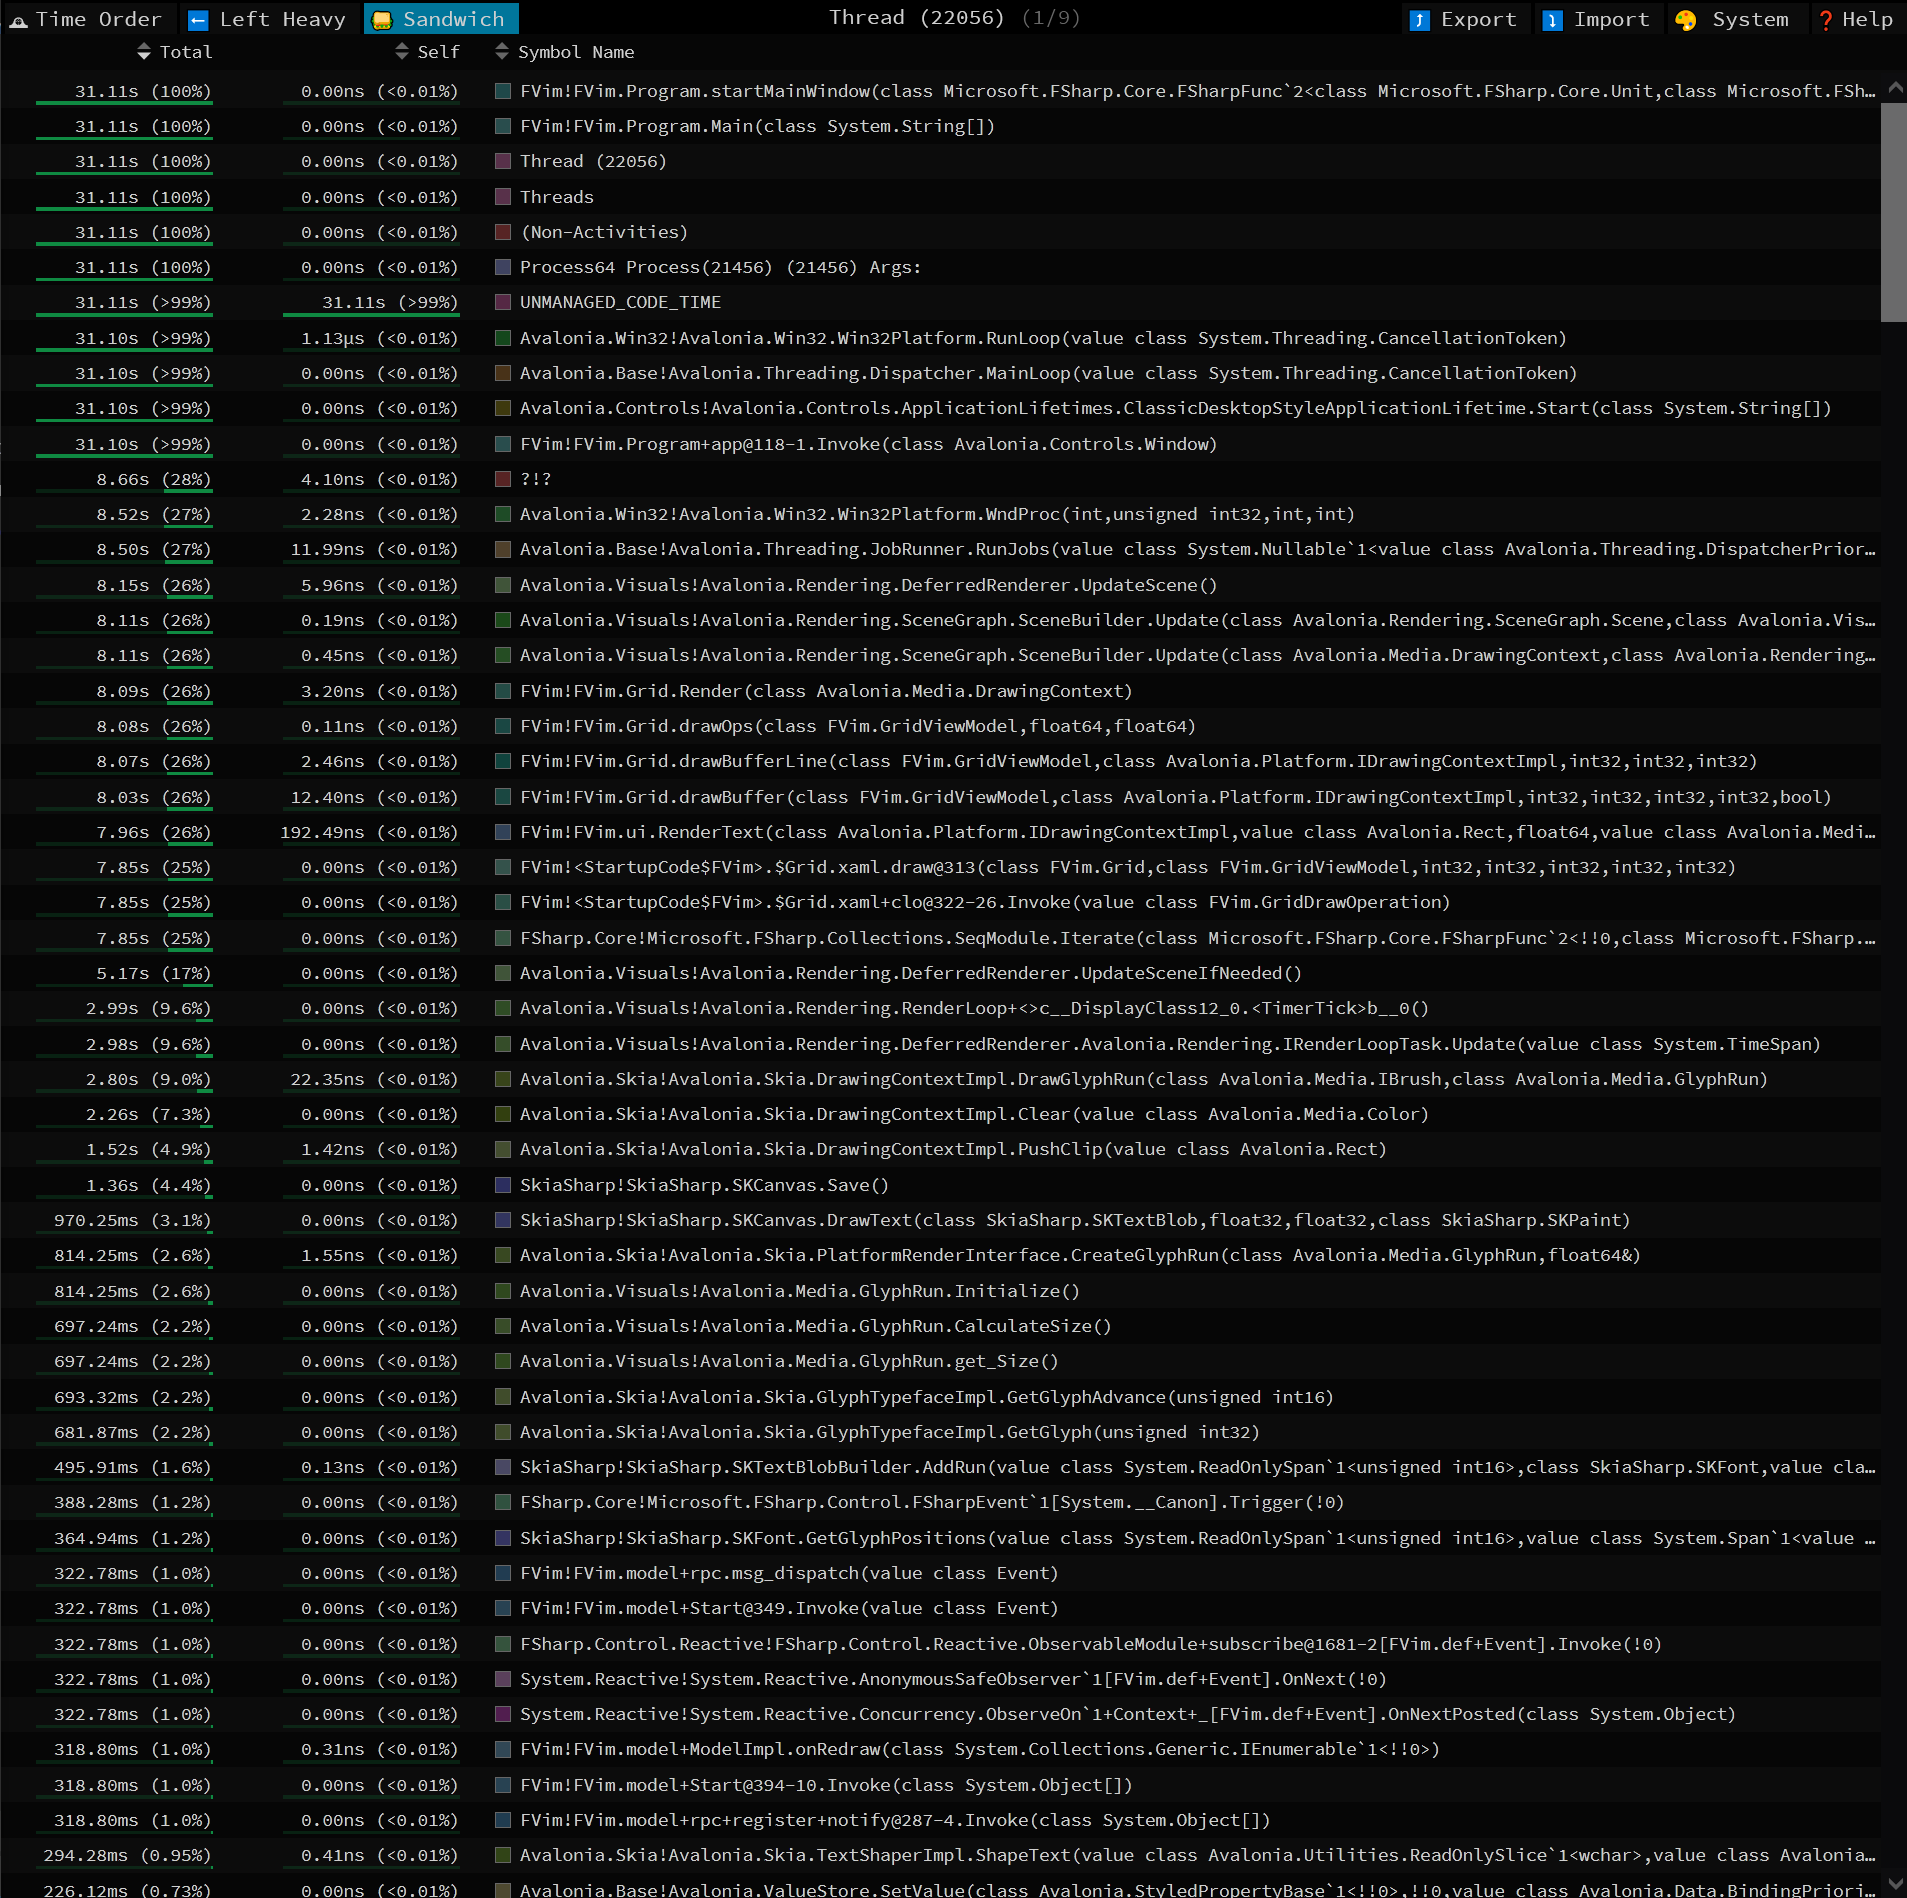 Time Order Left Heavy Sandwich Thread (22056) (1/9) Export Import System Help
Total Self Symbol Name
31.11s (100%) 0.00ns (<0.01%) FVim!FVim.Program.startMainWindow(class Microsoft.FSharp.Core.FSharpFunc`2<class Microsoft.FSharp.Core.Unit,class Microsoft.FSh…
31.11s (100%) 0.00ns (<0.01%) FVim!FVim.Program.Main(class System.String[])
31.11s (100%) 0.00ns (<0.01%) Thread (22056)
31.11s (100%) 0.00ns (<0.01%) Threads
31.11s (100%) 0.00ns (<0.01%) (Non-Activities)
31.11s (100%) 0.00ns (<0.01%) Process64 Process(21456) (21456) Args:
31.11s (>99%) 31.11s (>99%) UNMANAGED_CODE_TIME
31.10s (>99%) 1.13µs (<0.01%) Avalonia.Win32!Avalonia.Win32.Win32Platform.RunLoop(value class System.Threading.CancellationToken)
31.10s (>99%) 0.00ns (<0.01%) Avalonia.Base!Avalonia.Threading.Dispatcher.MainLoop(value class System.Threading.CancellationToken)
31.10s (>99%) 0.00ns (<0.01%) Avalonia.Controls!Avalonia.Controls.ApplicationLifetimes.ClassicDesktopStyleApplicationLifetime.Start(class System.String[])
31.10s (>99%) 0.00ns (<0.01%) FVim!FVim.Program+app@118-1.Invoke(class Avalonia.Controls.Window)
8.66s (28%) 4.10ns (<0.01%) ?!?
8.52s (27%) 2.28ns (<0.01%) Avalonia.Win32!Avalonia.Win32.Win32Platform.WndProc(int,unsigned int32,int,int)
8.50s (27%) 11.99ns (<0.01%) Avalonia.Base!Avalonia.Threading.JobRunner.RunJobs(value class System.Nullable`1<value class Avalonia.Threading.DispatcherPrior…
8.15s (26%) 5.96ns (<0.01%) Avalonia.Visuals!Avalonia.Rendering.DeferredRenderer.UpdateScene()
8.11s (26%) 0.19ns (<0.01%) Avalonia.Visuals!Avalonia.Rendering.SceneGraph.SceneBuilder.Update(class Avalonia.Rendering.SceneGraph.Scene,class Avalonia.Vis…
8.11s (26%) 0.45ns (<0.01%) Avalonia.Visuals!Avalonia.Rendering.SceneGraph.SceneBuilder.Update(class Avalonia.Media.DrawingContext,class Avalonia.Rendering…
8.09s (26%) 3.20ns (<0.01%) FVim!FVim.Grid.Render(class Avalonia.Media.DrawingContext)
8.08s (26%) 0.11ns (<0.01%) FVim!FVim.Grid.drawOps(class FVim.GridViewModel,float64,float64)
8.07s (26%) 2.46ns (<0.01%) FVim!FVim.Grid.drawBufferLine(class FVim.GridViewModel,class Avalonia.Platform.IDrawingContextImpl,int32,int32,int32)
8.03s (26%) 12.40ns (<0.01%) FVim!FVim.Grid.drawBuffer(class FVim.GridViewModel,class Avalonia.Platform.IDrawingContextImpl,int32,int32,int32,int32,bool)
7.96s (26%) 192.49ns (<0.01%) FVim!FVim.ui.RenderText(class Avalonia.Platform.IDrawingContextImpl,value class Avalonia.Rect,float64,value class Avalonia.Medi…
7.85s (25%) 0.00ns (<0.01%) FVim!<StartupCode$FVim>.$Grid.xaml.draw@313(class FVim.Grid,class FVim.GridViewModel,int32,int32,int32,int32,int32)
7.85s (25%) 0.00ns (<0.01%) FVim!<StartupCode$FVim>.$Grid.xaml+clo@322-26.Invoke(value class FVim.GridDrawOperation)
7.85s (25%) 0.00ns (<0.01%) FSharp.Core!Microsoft.FSharp.Collections.SeqModule.Iterate(class Microsoft.FSharp.Core.FSharpFunc`2<!!0,class Microsoft.FSharp.…
5.17s (17%) 0.00ns (<0.01%) Avalonia.Visuals!Avalonia.Rendering.DeferredRenderer.UpdateSceneIfNeeded()
2.99s (9.6%) 0.00ns (<0.01%) Avalonia.Visuals!Avalonia.Rendering.RenderLoop+<>c__DisplayClass12_0.<TimerTick>b__0()
2.98s (9.6%) 0.00ns (<0.01%) Avalonia.Visuals!Avalonia.Rendering.DeferredRenderer.Avalonia.Rendering.IRenderLoopTask.Update(value class System.TimeSpan)
2.80s (9.0%) 22.35ns (<0.01%) Avalonia.Skia!Avalonia.Skia.DrawingContextImpl.DrawGlyphRun(class Avalonia.Media.IBrush,class Avalonia.Media.GlyphRun)
2.26s (7.3%) 0.00ns (<0.01%) Avalonia.Skia!Avalonia.Skia.DrawingContextImpl.Clear(value class Avalonia.Media.Color)
1.52s (4.9%) 1.42ns (<0.01%) Avalonia.Skia!Avalonia.Skia.DrawingContextImpl.PushClip(value class Avalonia.Rect)
1.36s (4.4%) 0.00ns (<0.01%) SkiaSharp!SkiaSharp.SKCanvas.Save()
970.25ms (3.1%) 0.00ns (<0.01%) SkiaSharp!SkiaSharp.SKCanvas.DrawText(class SkiaSharp.SKTextBlob,float32,float32,class SkiaSharp.SKPaint)
814.25ms (2.6%) 1.55ns (<0.01%) Avalonia.Skia!Avalonia.Skia.PlatformRenderInterface.CreateGlyphRun(class Avalonia.Media.GlyphRun,float64&)
814.25ms (2.6%) 0.00ns (<0.01%) Avalonia.Visuals!Avalonia.Media.GlyphRun.Initialize()
697.24ms (2.2%) 0.00ns (<0.01%) Avalonia.Visuals!Avalonia.Media.GlyphRun.CalculateSize()
697.24ms (2.2%) 0.00ns (<0.01%) Avalonia.Visuals!Avalonia.Media.GlyphRun.get_Size()
693.32ms (2.2%) 0.00ns (<0.01%) Avalonia.Skia!Avalonia.Skia.GlyphTypefaceImpl.GetGlyphAdvance(unsigned int16)
681.87ms (2.2%) 0.00ns (<0.01%) Avalonia.Skia!Avalonia.Skia.GlyphTypefaceImpl.GetGlyph(unsigned int32)
495.91ms (1.6%) 0.13ns (<0.01%) SkiaSharp!SkiaSharp.SKTextBlobBuilder.AddRun(value class System.ReadOnlySpan`1<unsigned int16>,class SkiaSharp.SKFont,value cla…
388.28ms (1.2%) 0.00ns (<0.01%) FSharp.Core!Microsoft.FSharp.Control.FSharpEvent`1[System.__Canon].Trigger(!0)
364.94ms (1.2%) 0.00ns (<0.01%) SkiaSharp!SkiaSharp.SKFont.GetGlyphPositions(value class System.ReadOnlySpan`1<unsigned int16>,value class System.Span`1<value …
322.78ms (1.0%) 0.00ns (<0.01%) FVim!FVim.model+rpc.msg_dispatch(value class Event)
322.78ms (1.0%) 0.00ns (<0.01%) FVim!FVim.model+Start@349.Invoke(value class Event)
322.78ms (1.0%) 0.00ns (<0.01%) FSharp.Control.Reactive!FSharp.Control.Reactive.ObservableModule+subscribe@1681-2[FVim.def+Event].Invoke(!0)
322.78ms (1.0%) 0.00ns (<0.01%) System.Reactive!System.Reactive.AnonymousSafeObserver`1[FVim.def+Event].OnNext(!0)
322.78ms (1.0%) 0.00ns (<0.01%) System.Reactive!System.Reactive.Concurrency.ObserveOn`1+Context+_[FVim.def+Event].OnNextPosted(class System.Object)
318.80ms (1.0%) 0.31ns (<0.01%) FVim!FVim.model+ModelImpl.onRedraw(class System.Collections.Generic.IEnumerable`1<!!0>)
318.80ms (1.0%) 0.00ns (<0.01%) FVim!FVim.model+Start@394-10.Invoke(class System.Object[])
318.80ms (1.0%) 0.00ns (<0.01%) FVim!FVim.model+rpc+register+notify@287-4.Invoke(class System.Object[])
294.28ms (0.95%) 0.41ns (<0.01%) Avalonia.Skia!Avalonia.Skia.TextShaperImpl.ShapeText(value class Avalonia.Utilities.ReadOnlySlice`1<wchar>,value class Avalonia…
226.12ms (0.73%) 0.00ns (<0.01%) Avalonia.Base!Avalonia.ValueStore.SetValue(class Avalonia.StyledPropertyBase`1<!!0>,!!0,value class Avalonia.Data.BindingPriori…